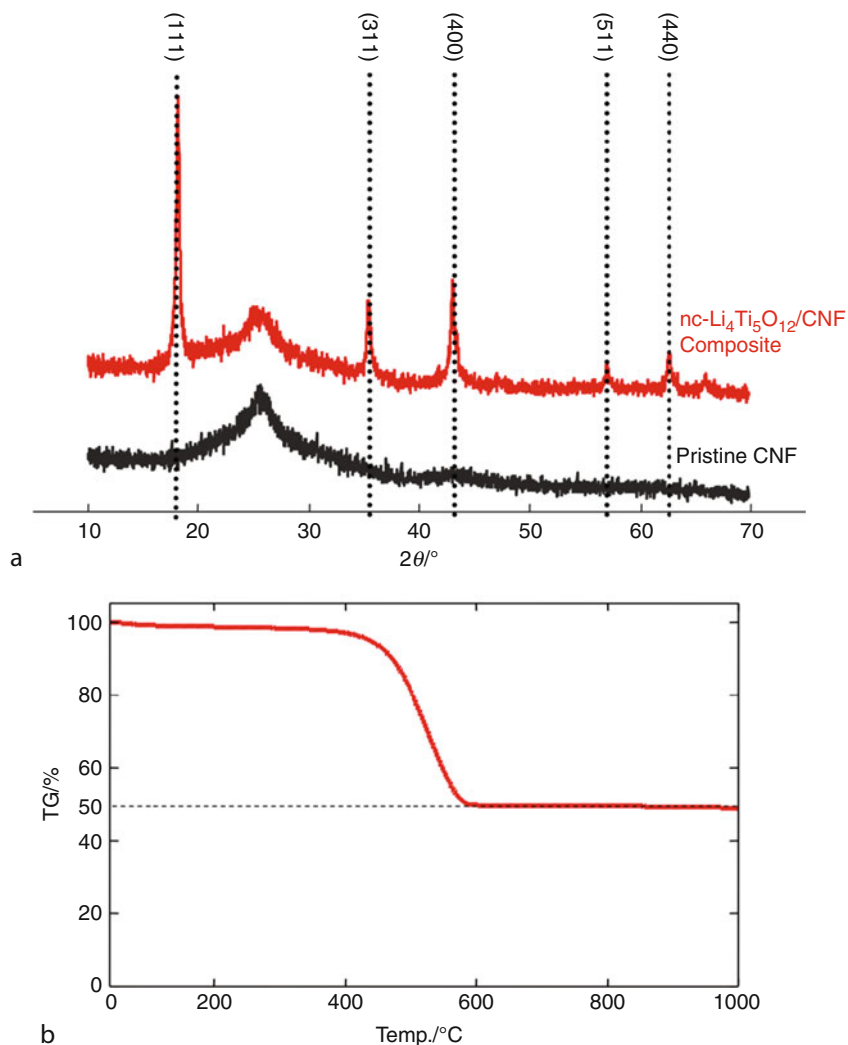 (111)
(311)
(400)
(511)
(440)
nc-Li₄Ti₅O₁₂/CNF
Composite
Pristine CNF
10 20 30 40 50 60 70
2θ/°
a
100
80
60
50
40
20
0
TG/%
0 200 400 600 800 1000
Temp./°C
b